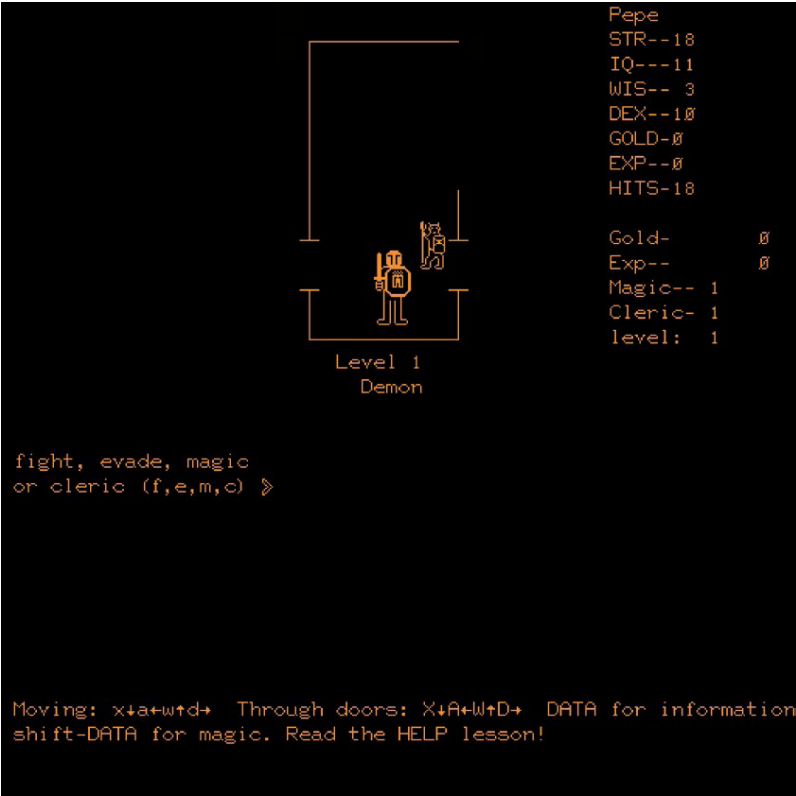 Pepe
STR--18
IQ---11
WIS-- 3
DEX--10
GOLD-0
EXP--0
HITS-18
Gold- 0
Exp-- 0
Magic-- 1
Cleric- 1
level: 1
Level 1
Demon
fight, evade, magic
or cleric (f,e,m,c) >
Moving: x↓a←w↑d→ Through doors: X↓A←W↑D→ DATA for information
shift-DATA for magic. Read the HELP lesson!